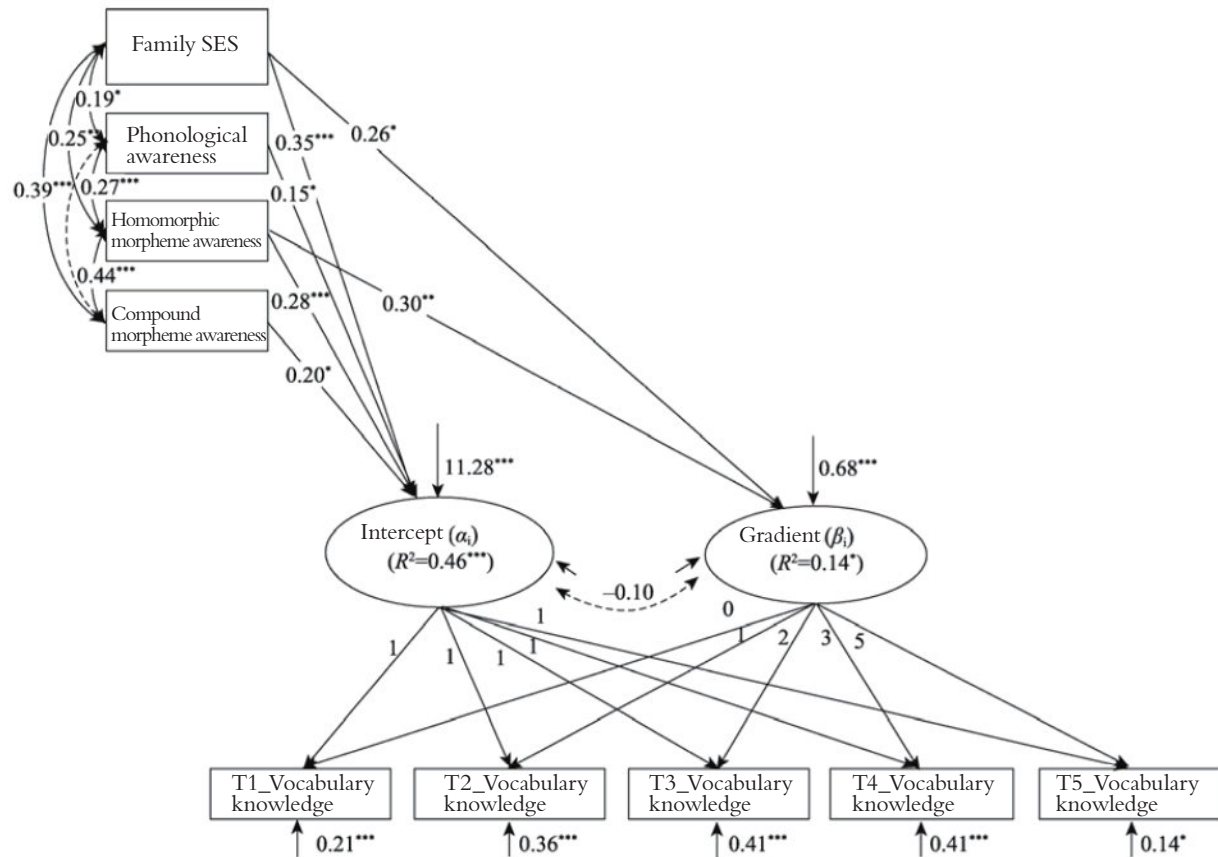 Family SES
0.19*
0.26*
0.25**
Phonological
awareness
0.35***
0.39***
0.27***
0.15*
Homomorphic
morpheme awareness
0.44***
0.28***
0.30**
Compound
morpheme awareness
0.20*
11.28***
0.68***
Intercept (αi)
(R²=0.46***)
Gradient (βi)
(R²=0.14*)
−0.10
1
1
1
1
1
0
1
2
3
5
T1_Vocabulary
knowledge
T2_Vocabulary
knowledge
T3_Vocabulary
knowledge
T4_Vocabulary
knowledge
T5_Vocabulary
knowledge
0.21***
0.36***
0.41***
0.41***
0.14*